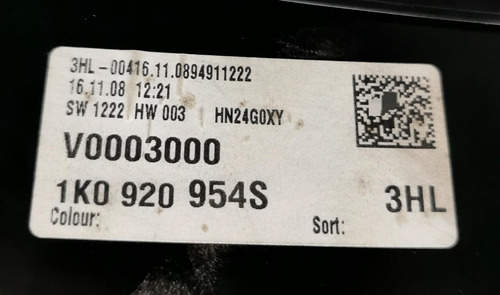 3HL-00416.11.0894911222
16.11.08 12:21
SW 1222 HW 003 HN24G0XY
V0003000
1K0 920 954S 3HL
Colour: Sort: